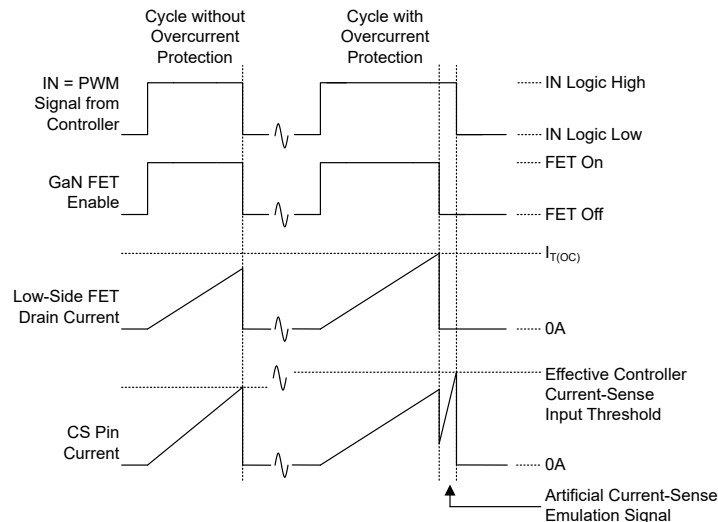 Cycle without
Overcurrent
Protection
Cycle with
Overcurrent
Protection
IN = PWM
Signal from
Controller
IN Logic High
IN Logic Low
GaN FET
Enable
FET On
FET Off
Low-Side FET
Drain Current
I_T(OC)
0A
CS Pin
Current
Effective Controller
Current-Sense
Input Threshold
0A
Artificial Current-Sense
Emulation Signal